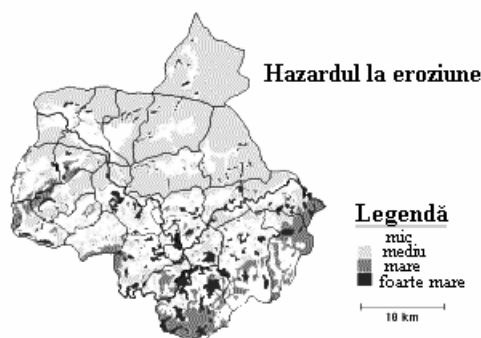 Hazardul la eroziune
Legendă
mic
mediu
mare
foarte mare
10 km